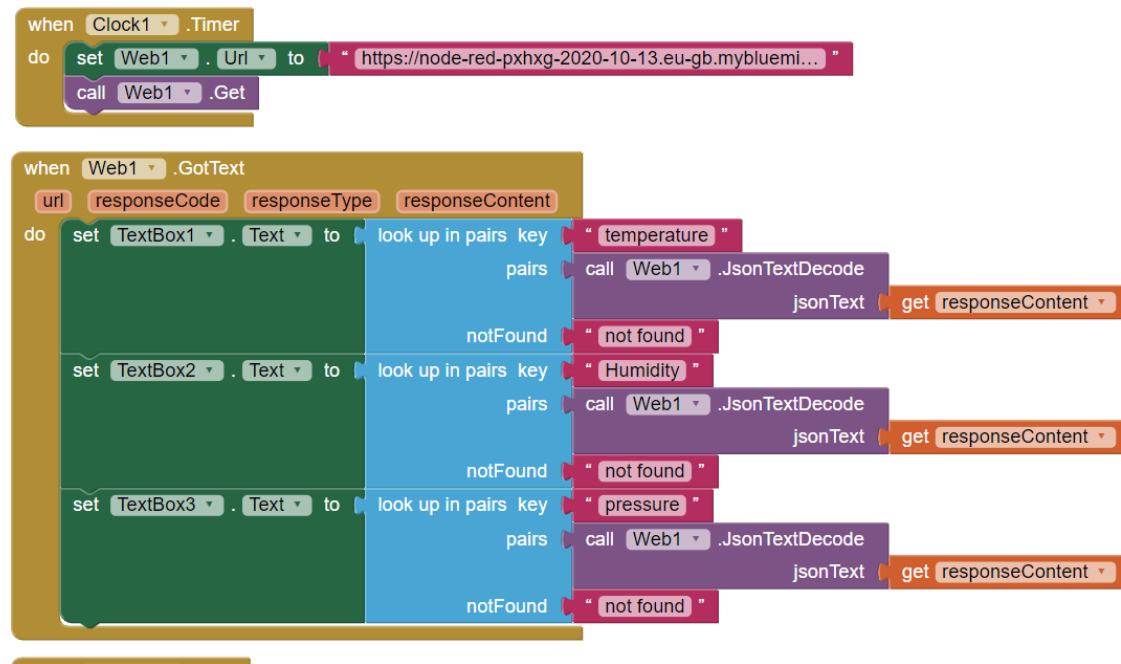 when Clock1 .Timer
do set Web1 . Url to “ https://node-red-pxhxg-2020-10-13.eu-gb.mybluemi... ”
call Web1 .Get
when Web1 .GotText
url responseCode responseType responseContent
do set TextBox1 . Text to look up in pairs key “ temperature ”
pairs call Web1 .JsonTextDecode
jsonText get responseContent
notFound “ not found ”
set TextBox2 . Text to look up in pairs key “ Humidity ”
pairs call Web1 .JsonTextDecode
jsonText get responseContent
notFound “ not found ”
set TextBox3 . Text to look up in pairs key “ pressure ”
pairs call Web1 .JsonTextDecode
jsonText get responseContent
notFound “ not found ”